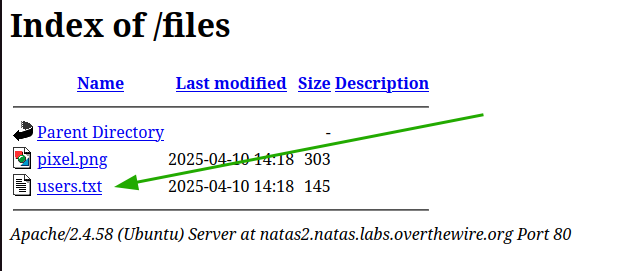 Index of /files
Name Last modified Size Description
Parent Directory -
pixel.png 2025-04-10 14:18 303
users.txt 2025-04-10 14:18 145
Apache/2.4.58 (Ubuntu) Server at natas2.natas.labs.overthewire.org Port 80